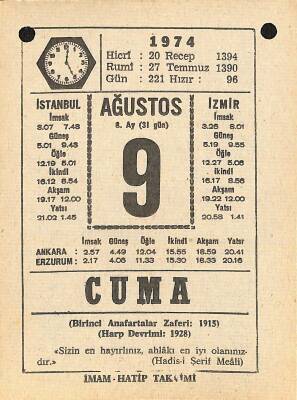 1974
Hicrî : 20 Recep 1394
Rumî : 27 Temmuz 1390
Gün : 221 Hızır : 96
İSTANBUL
İmsak
3.07 7.48
Güneş
5.01 9.43
Öğle
12.19 5.01
İkindi
16.12 8.54
Akşam
19.17 12.00
Yatsı
21.02 1.45
AĞUSTOS
8. Ay (31 gün)
9
İZMİR
İmsak
3.26 8.01
Güneş
5.19 9.55
Öğle
12.27 5.06
İkindi
16.18 8.56
Akşam
19.22 12.00
Yatsı
20.58 1.41
İmsak Güneş Öğle İkindi Akşam Yatsı
ANKARA : 2.57 4.49 12.04 15.55 18.59 20.41
ERZURUM : 2.17 4.06 11.33 15.30 18.33 20.16
CUMA
(Birinci Anafartalar Zaferi: 1915)
(Harp Devrimi: 1928)
«Sizin en hayırlınız, ahlâkı en iyi olanınız-
dır.» (Hadîs-i Şerif Meâli)
İMAM-HATİP TAKVİMİ